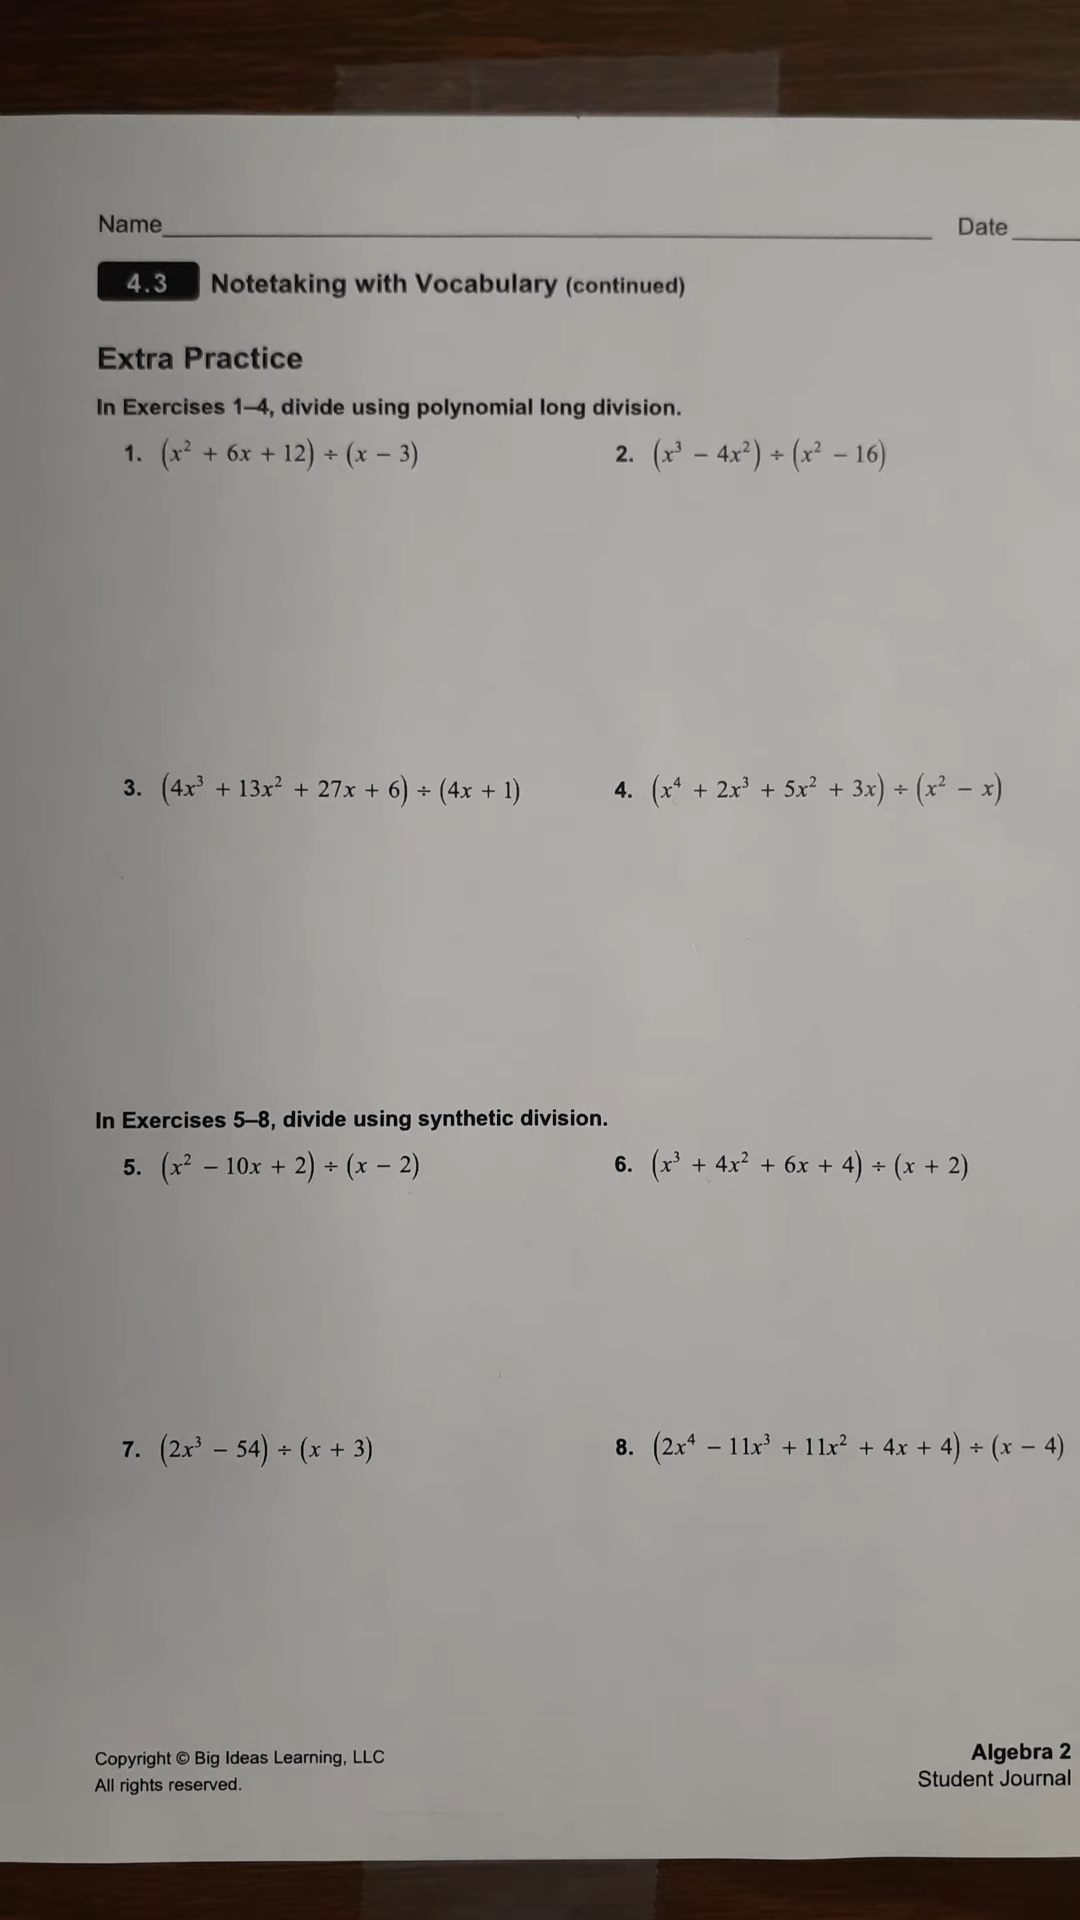 Name Date
4.3 Notetaking with Vocabulary (continued)
Extra Practice
In Exercises 1–4, divide using polynomial long division.
1. (x² + 6x + 12) ÷ (x − 3)
2. (x³ − 4x²) ÷ (x² − 16)
3. (4x³ + 13x² + 27x + 6) ÷ (4x + 1)
4. (x⁴ + 2x³ + 5x² + 3x) ÷ (x² − x)
In Exercises 5–8, divide using synthetic division.
5. (x² − 10x + 2) ÷ (x − 2)
6. (x³ + 4x² + 6x + 4) ÷ (x + 2)
7. (2x³ − 54) ÷ (x + 3)
8. (2x⁴ − 11x³ + 11x² + 4x + 4) ÷ (x − 4)
Copyright © Big Ideas Learning, LLC
All rights reserved.
Algebra 2
Student Journal